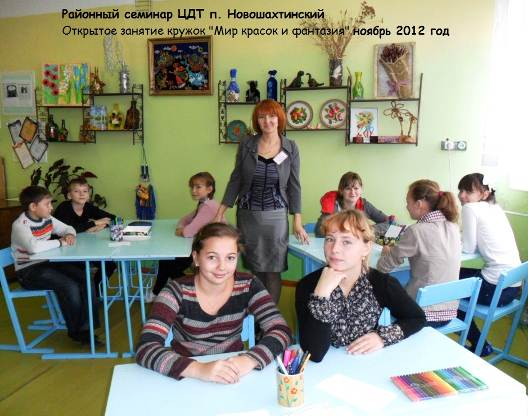 Районный семинар ЦДТ п. Новошахтинский
Открытое занятие кружок "Мир красок и фантазия" ноябрь 2012 год